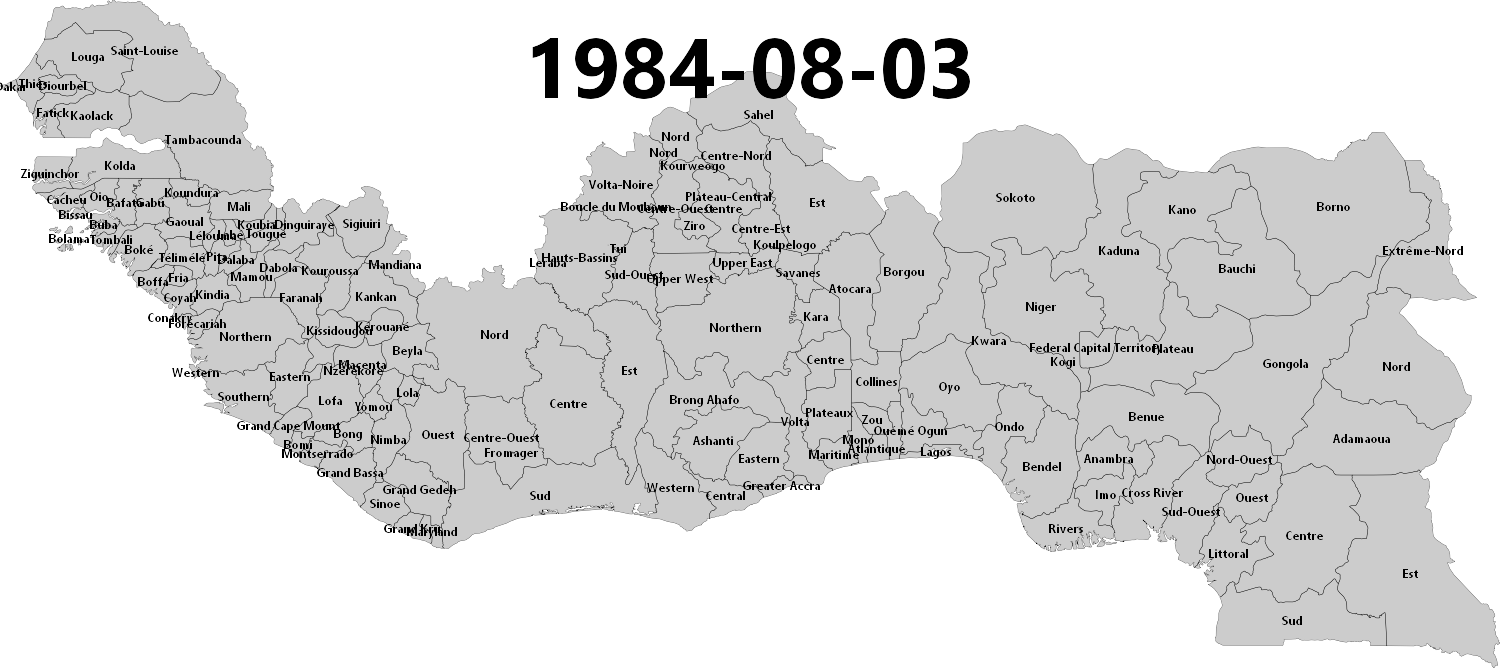 1984-08-03
Saint-Louise
Louga
Thiès
Diourbel
Dakar
Fatick
Kaolack
Tambacounda
Kolda
Ziguinchor
Koundura
Cacheu
Oio
Bafatá
Gabú
Mali
Bissau
Buba
Bolama
Tombali
Gaoual
Koubia
Dinguiraye
Sigiuiri
Lélouma
Labe
Tougué
Boké
Télimélé
Pita
Dalaba
Dabola
Kouroussa
Mandiana
Boffa
Fria
Mamou
Coyah
Kindia
Faranah
Kankan
Conakry
Forécariah
Northern
Kissidougou
Kérouané
Beyla
Macenta
Nzérékoré
Western
Eastern
Southern
Lofa
Yomou
Lola
Grand Cape Mount
Bong
Nimba
Bomi
Montserrado
Grand Bassa
Grand Gedeh
Sinoe
Grand Kru
Maryland
Nord
Ouest
Centre-Ouest
Fromager
Centre
Est
Sud
Sahel
Nord
Nord
Centre-Nord
Kourweogo
Volta-Noire
Plateau-Central
Est
Boucle du Mouhoun
Centre-Ouest
Centre
Ziro
Centre-Est
Koulpelogo
Tui
Hauts-Bassins
Leraba
Sud-Ouest
Upper West
Upper East
Savanes
Atocara
Borgou
Northern
Kara
Centre
Brong Ahafo
Collines
Ashanti
Volta
Plateaux
Zou
Ouémé
Ogun
Mono
Atlantique
Maritime
Lagos
Eastern
Western
Central
Greater Accra
Sokoto
Kano
Borno
Kaduna
Bauchi
Extrême-Nord
Niger
Kwara
Federal Capital Territory
Plateau
Kogi
Gongola
Nord
Oyo
Benue
Ondo
Adamaoua
Bendel
Anambra
Nord-Ouest
Imo
Cross River
Ouest
Sud-Ouest
Rivers
Centre
Littoral
Est
Sud